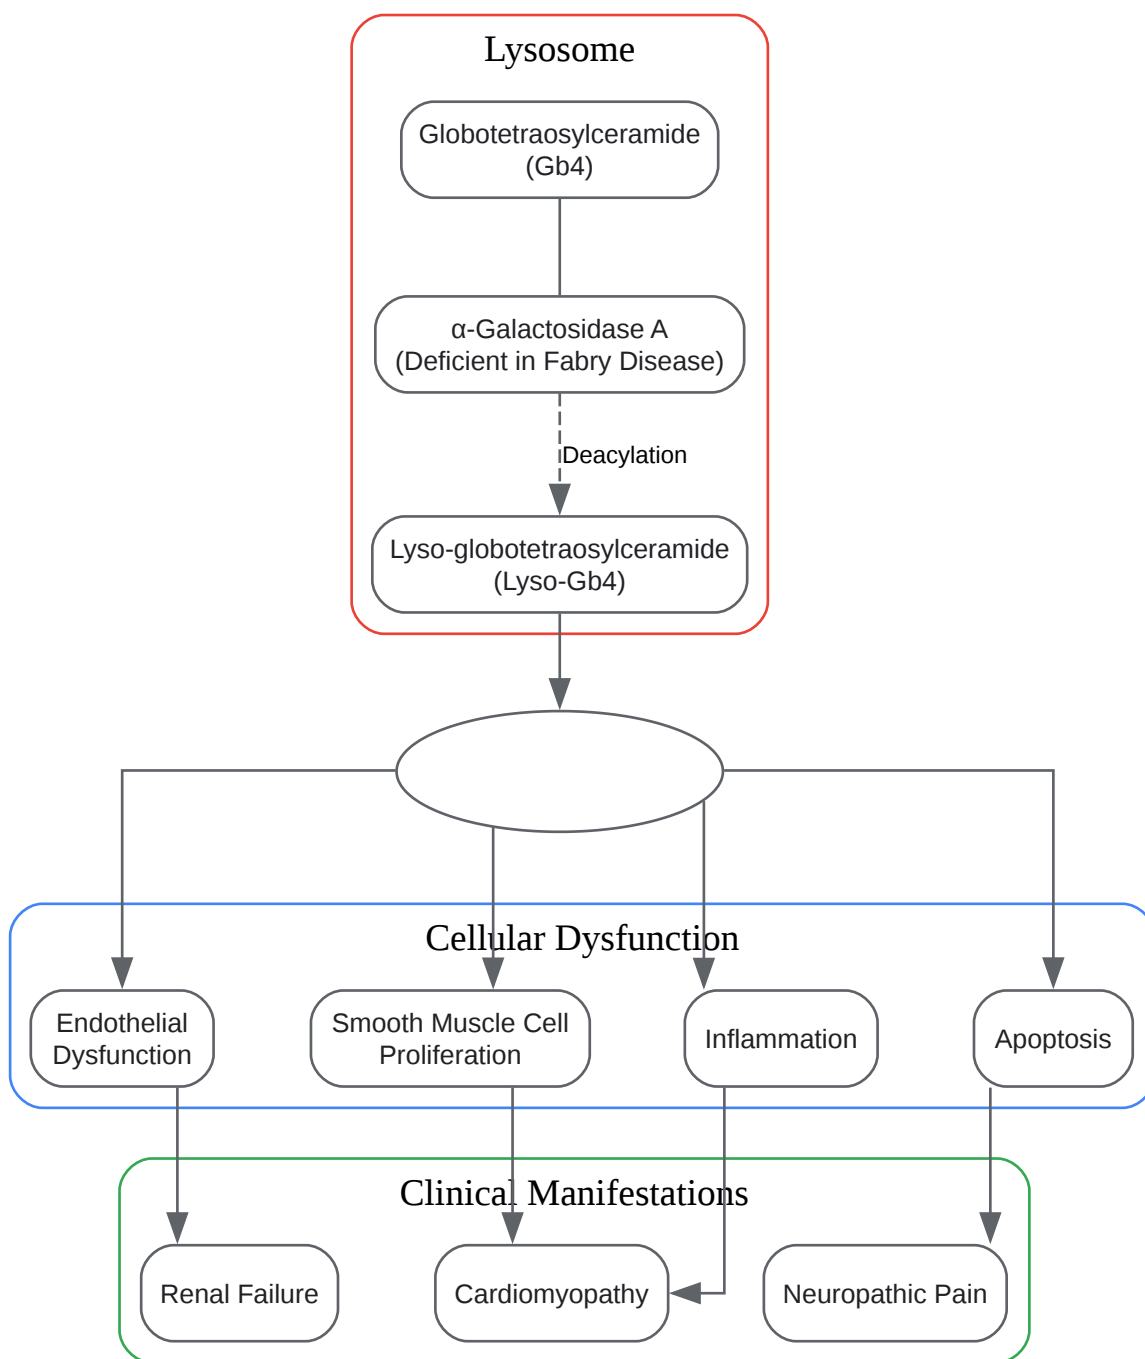 Lysosome
Globotetraosylceramide
(Gb4)
α-Galactosidase A
(Deficient in Fabry Disease)
Deacylation
Lyso-globotetraosylceramide
(Lyso-Gb4)
Cellular Dysfunction
Endothelial
Dysfunction
Smooth Muscle Cell
Proliferation
Inflammation
Apoptosis
Clinical Manifestations
Renal Failure
Cardiomyopathy
Neuropathic Pain